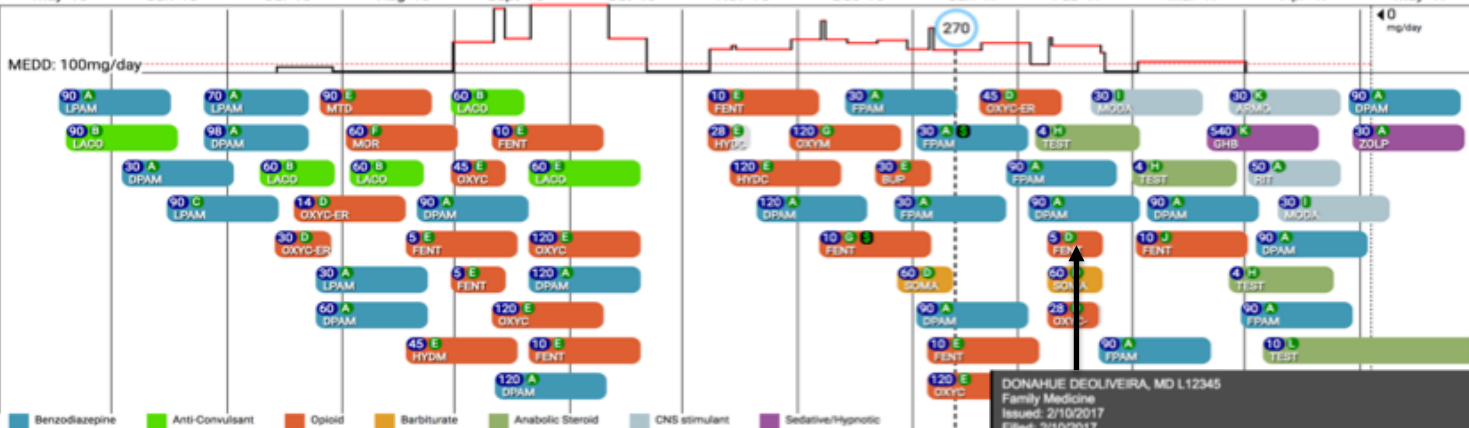 270
0
mg/day
MEDD: 100mg/day
90 A 70 A 90 E 60 B 10 E 30 A 45 D 30 I 30 K 90 A
LPAM LPAM MTD LACO FENT FPAM OXYC-ER MODA ARMO DPAM
90 B 98 A 60 F 10 E 28 E 120 G 30 A $ 4 H 540 K 30 A
LACO DPAM MOR FENT HYDC OXYM FPAM TEST GHB ZOLP
30 A 60 B 60 B 45 E 60 E 120 E 30 E 90 A 4 H 50 A
DPAM LACO LACO OXYC LACO HYDC BUP FPAM TEST RIT
90 C 14 D 90 A 120 A 30 A 90 A 90 A 30 I
LPAM OXYC-ER DPAM DPAM FPAM DPAM DPAM MODA
30 D 5 E 120 E 10 G $ 5 D 10 J 90 A
OXYC-ER FENT OXYC FENT FENT FENT DPAM
30 A 5 E 120 A 60 D 60 4 H
LPAM FENT DPAM SOMA SOMA TEST
60 A 120 E 90 A 28 90 A
DPAM OXYC DPAM OXYC- FPAM
45 E 10 E 10 E 90 A 10 L
HYDM FENT FENT FPAM TEST
120 A 120 E
DPAM OXYC
DONAHUE DEOLIVEIRA, MD L12345
Family Medicine
Issued: 2/10/2017
Filled: 2/10/2017
Benzodiazepine Anti-Convulsant Opioid Barbiturate Anabolic Steroid CNS stimulant Sedative/Hypnotic